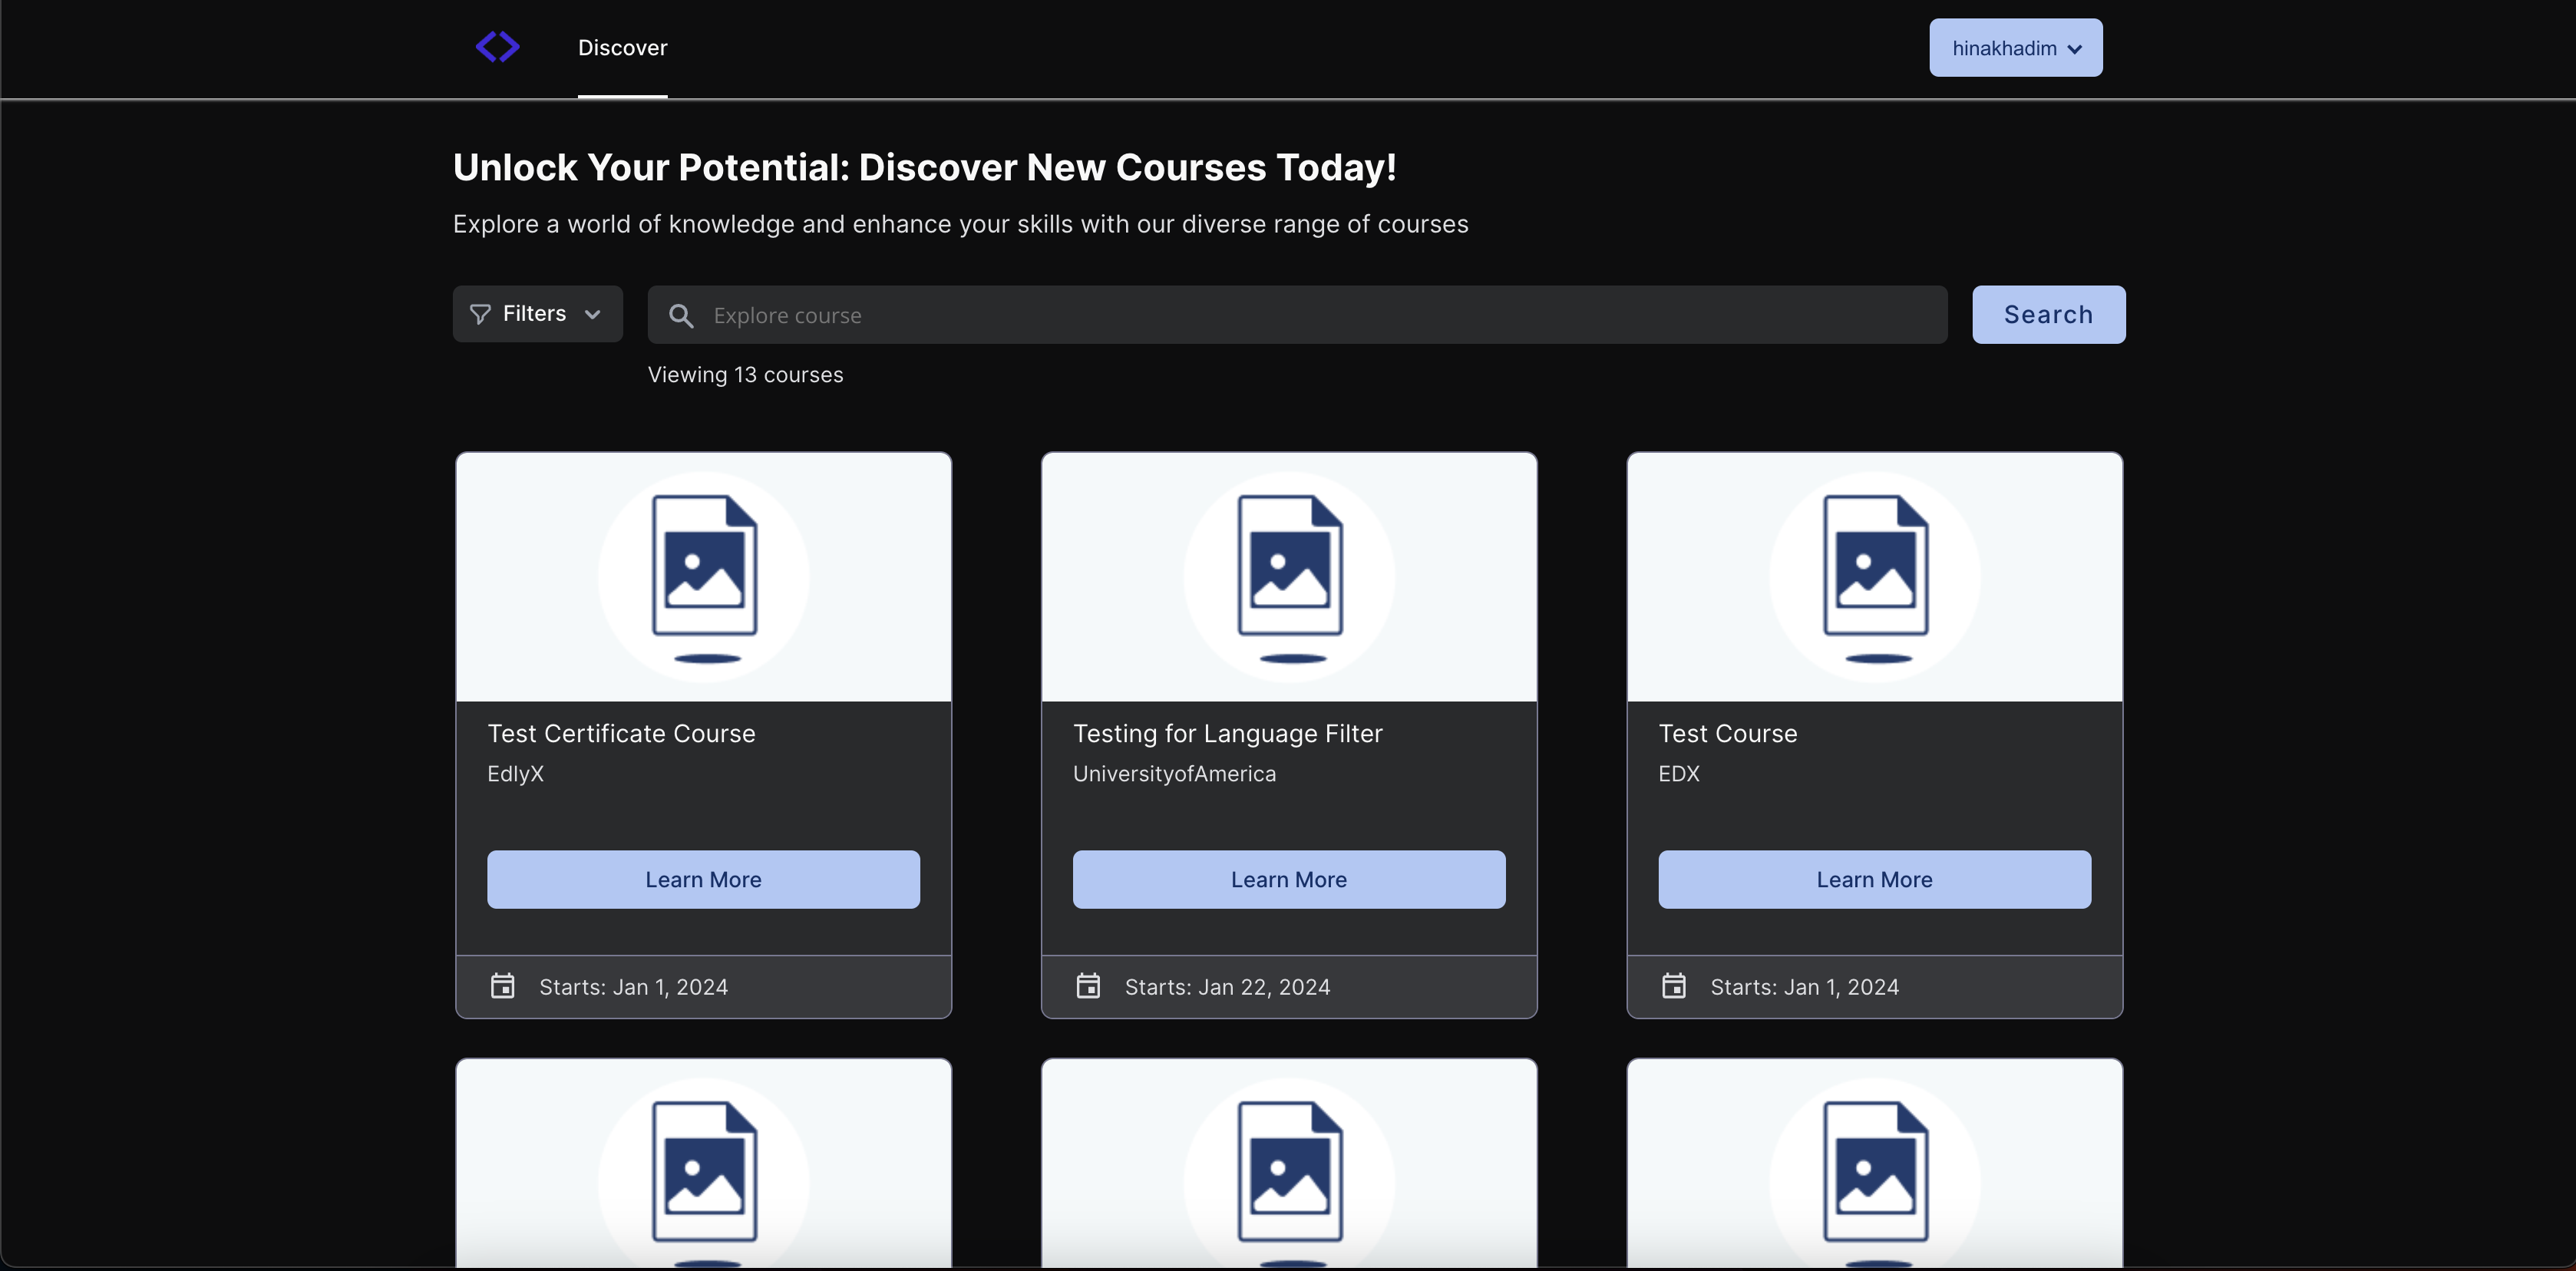 Discover
hinakhadim
Unlock Your Potential: Discover New Courses Today!
Explore a world of knowledge and enhance your skills with our diverse range of courses
Filters
Explore course
Search
Viewing 13 courses
Test Certificate Course
EdlyX
Learn More
Starts: Jan 1, 2024
Testing for Language Filter
UniversityofAmerica
Learn More
Starts: Jan 22, 2024
Test Course
EDX
Learn More
Starts: Jan 1, 2024